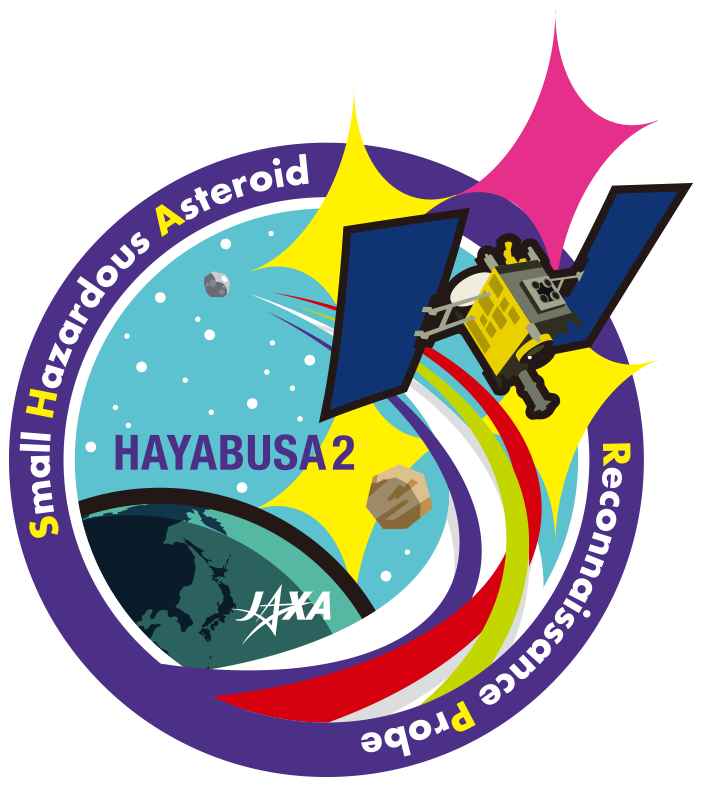 Small Hazardous Asteroid
Reconnaissance Probe
HAYABUSA2
JAXA